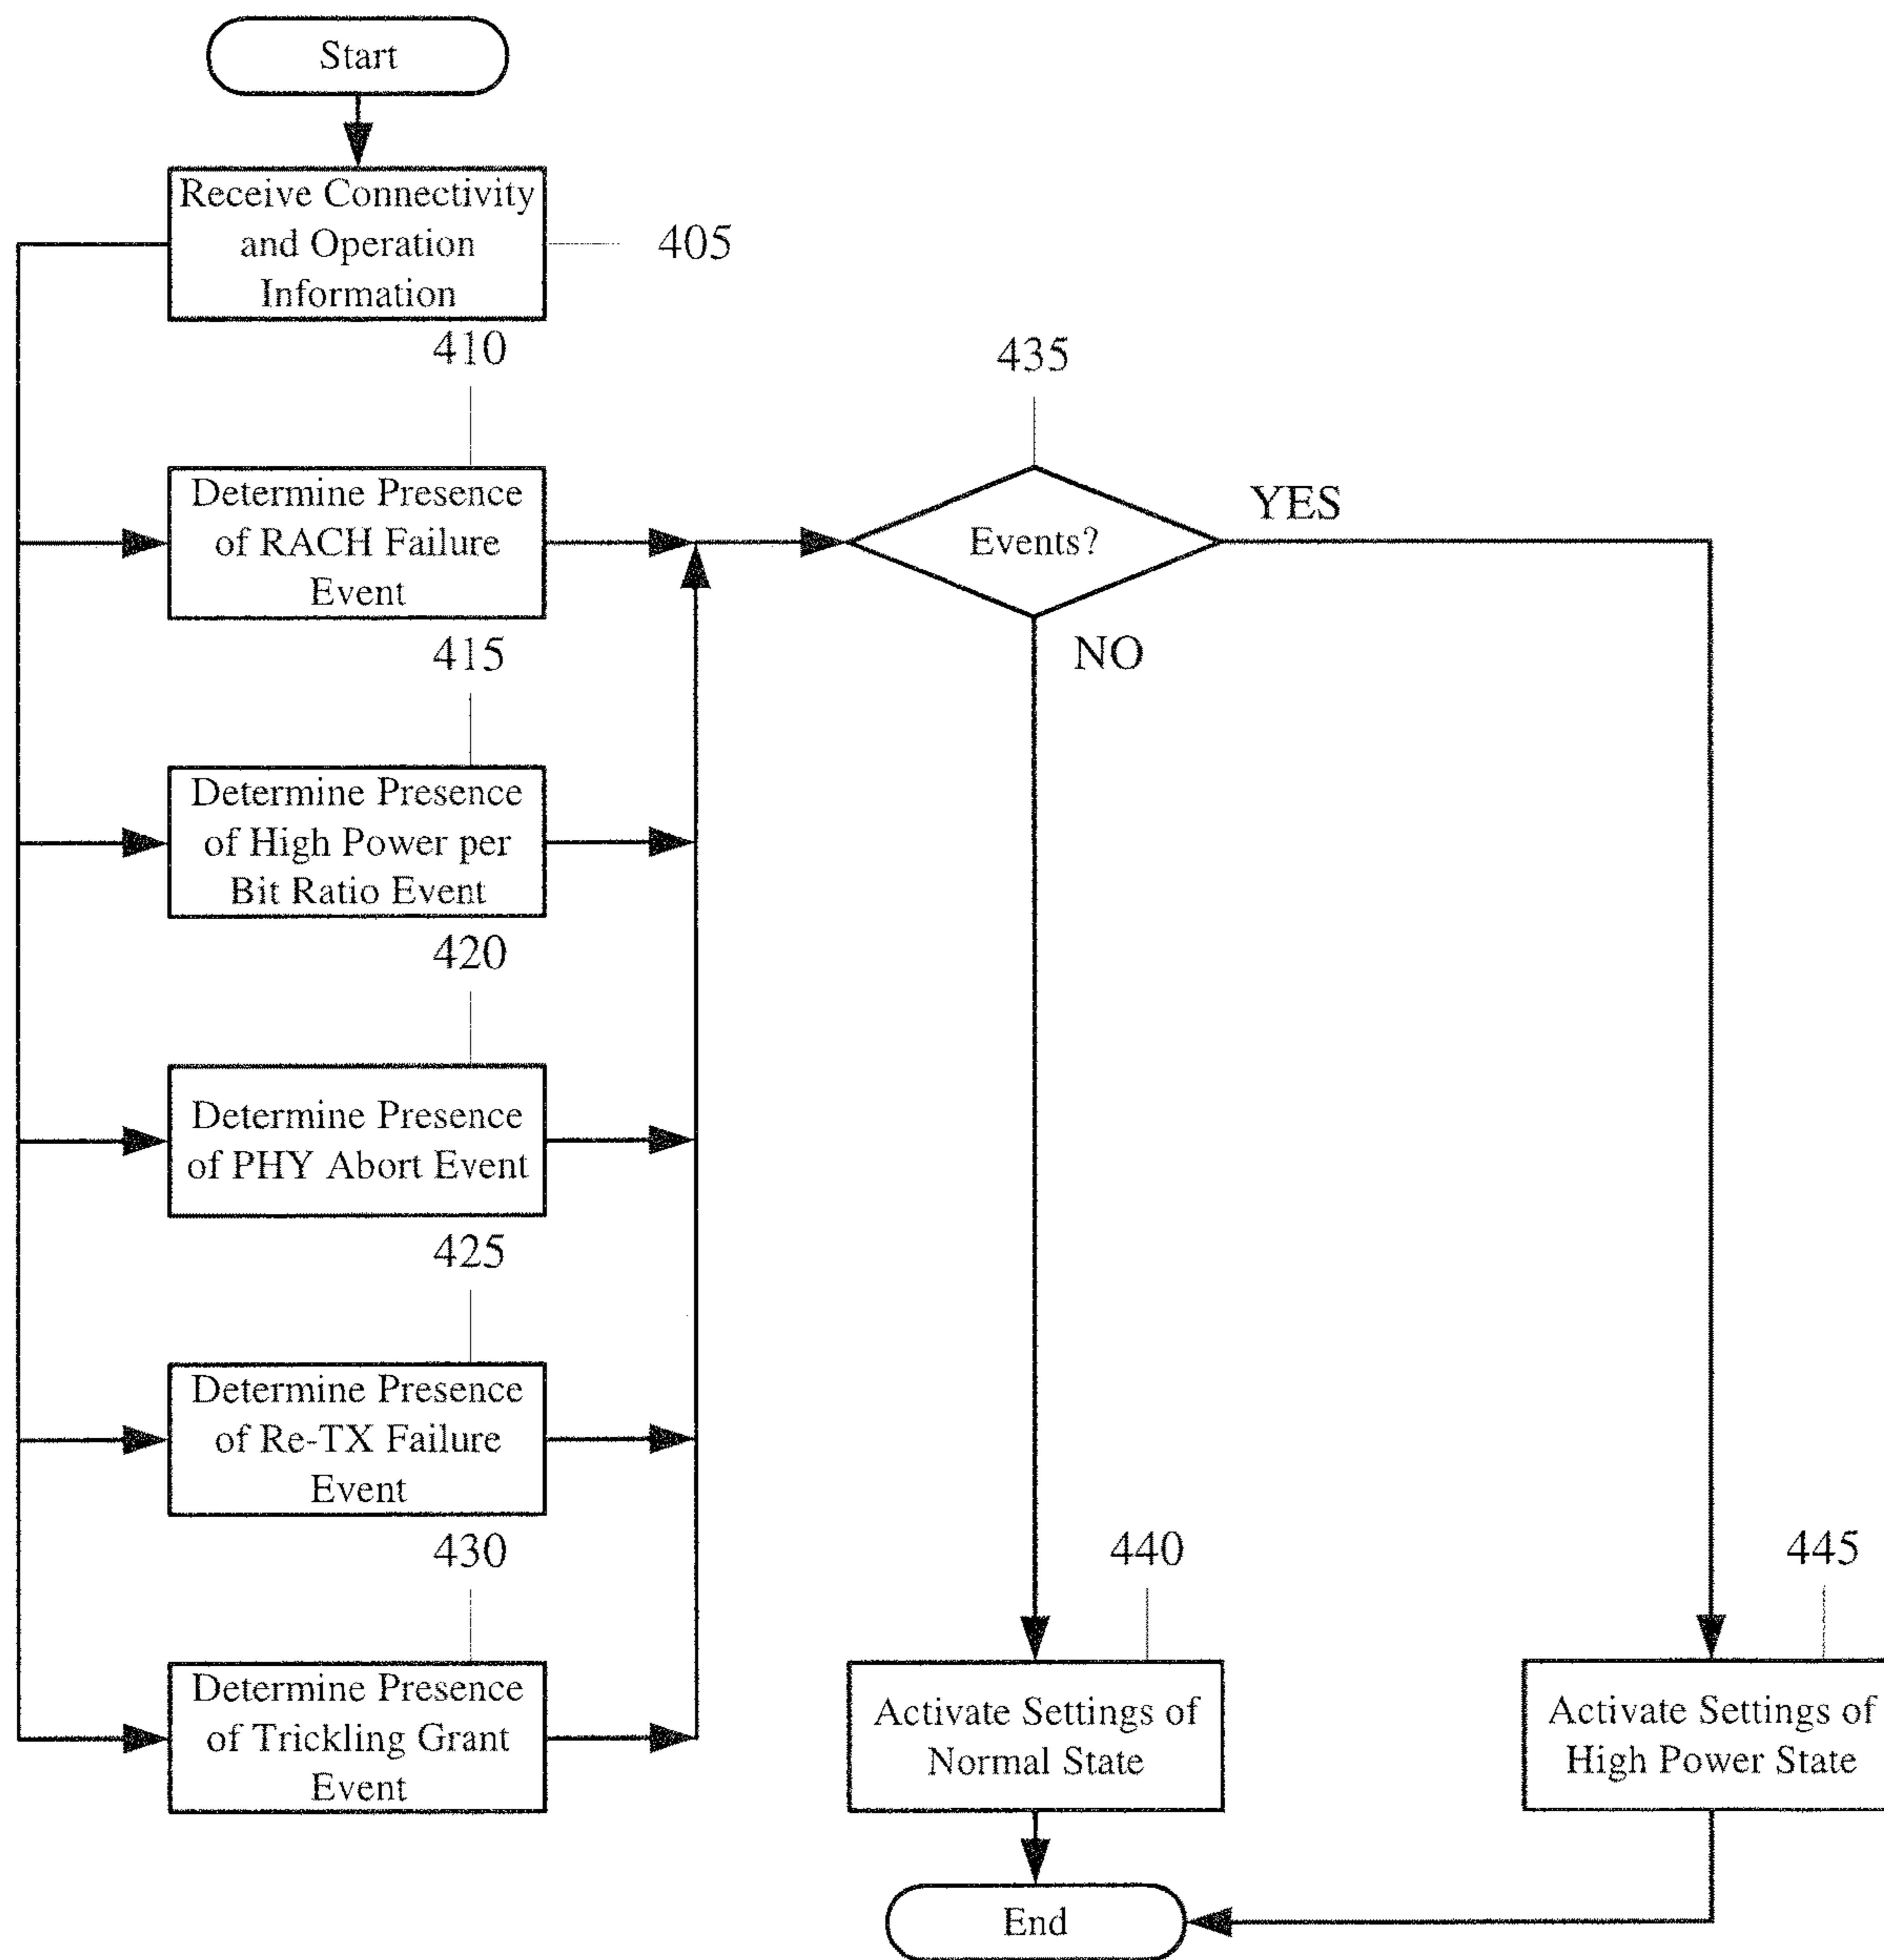 Start
Receive Connectivity
and Operation
Information
405
410
Determine Presence
of RACH Failure
Event
415
Determine Presence
of High Power per
Bit Ratio Event
420
Determine Presence
of PHY Abort Event
425
Determine Presence
of Re-TX Failure
Event
430
Determine Presence
of Trickling Grant
Event
435
Events?
YES
NO
440
Activate Settings of
Normal State
445
Activate Settings of
High Power State
End